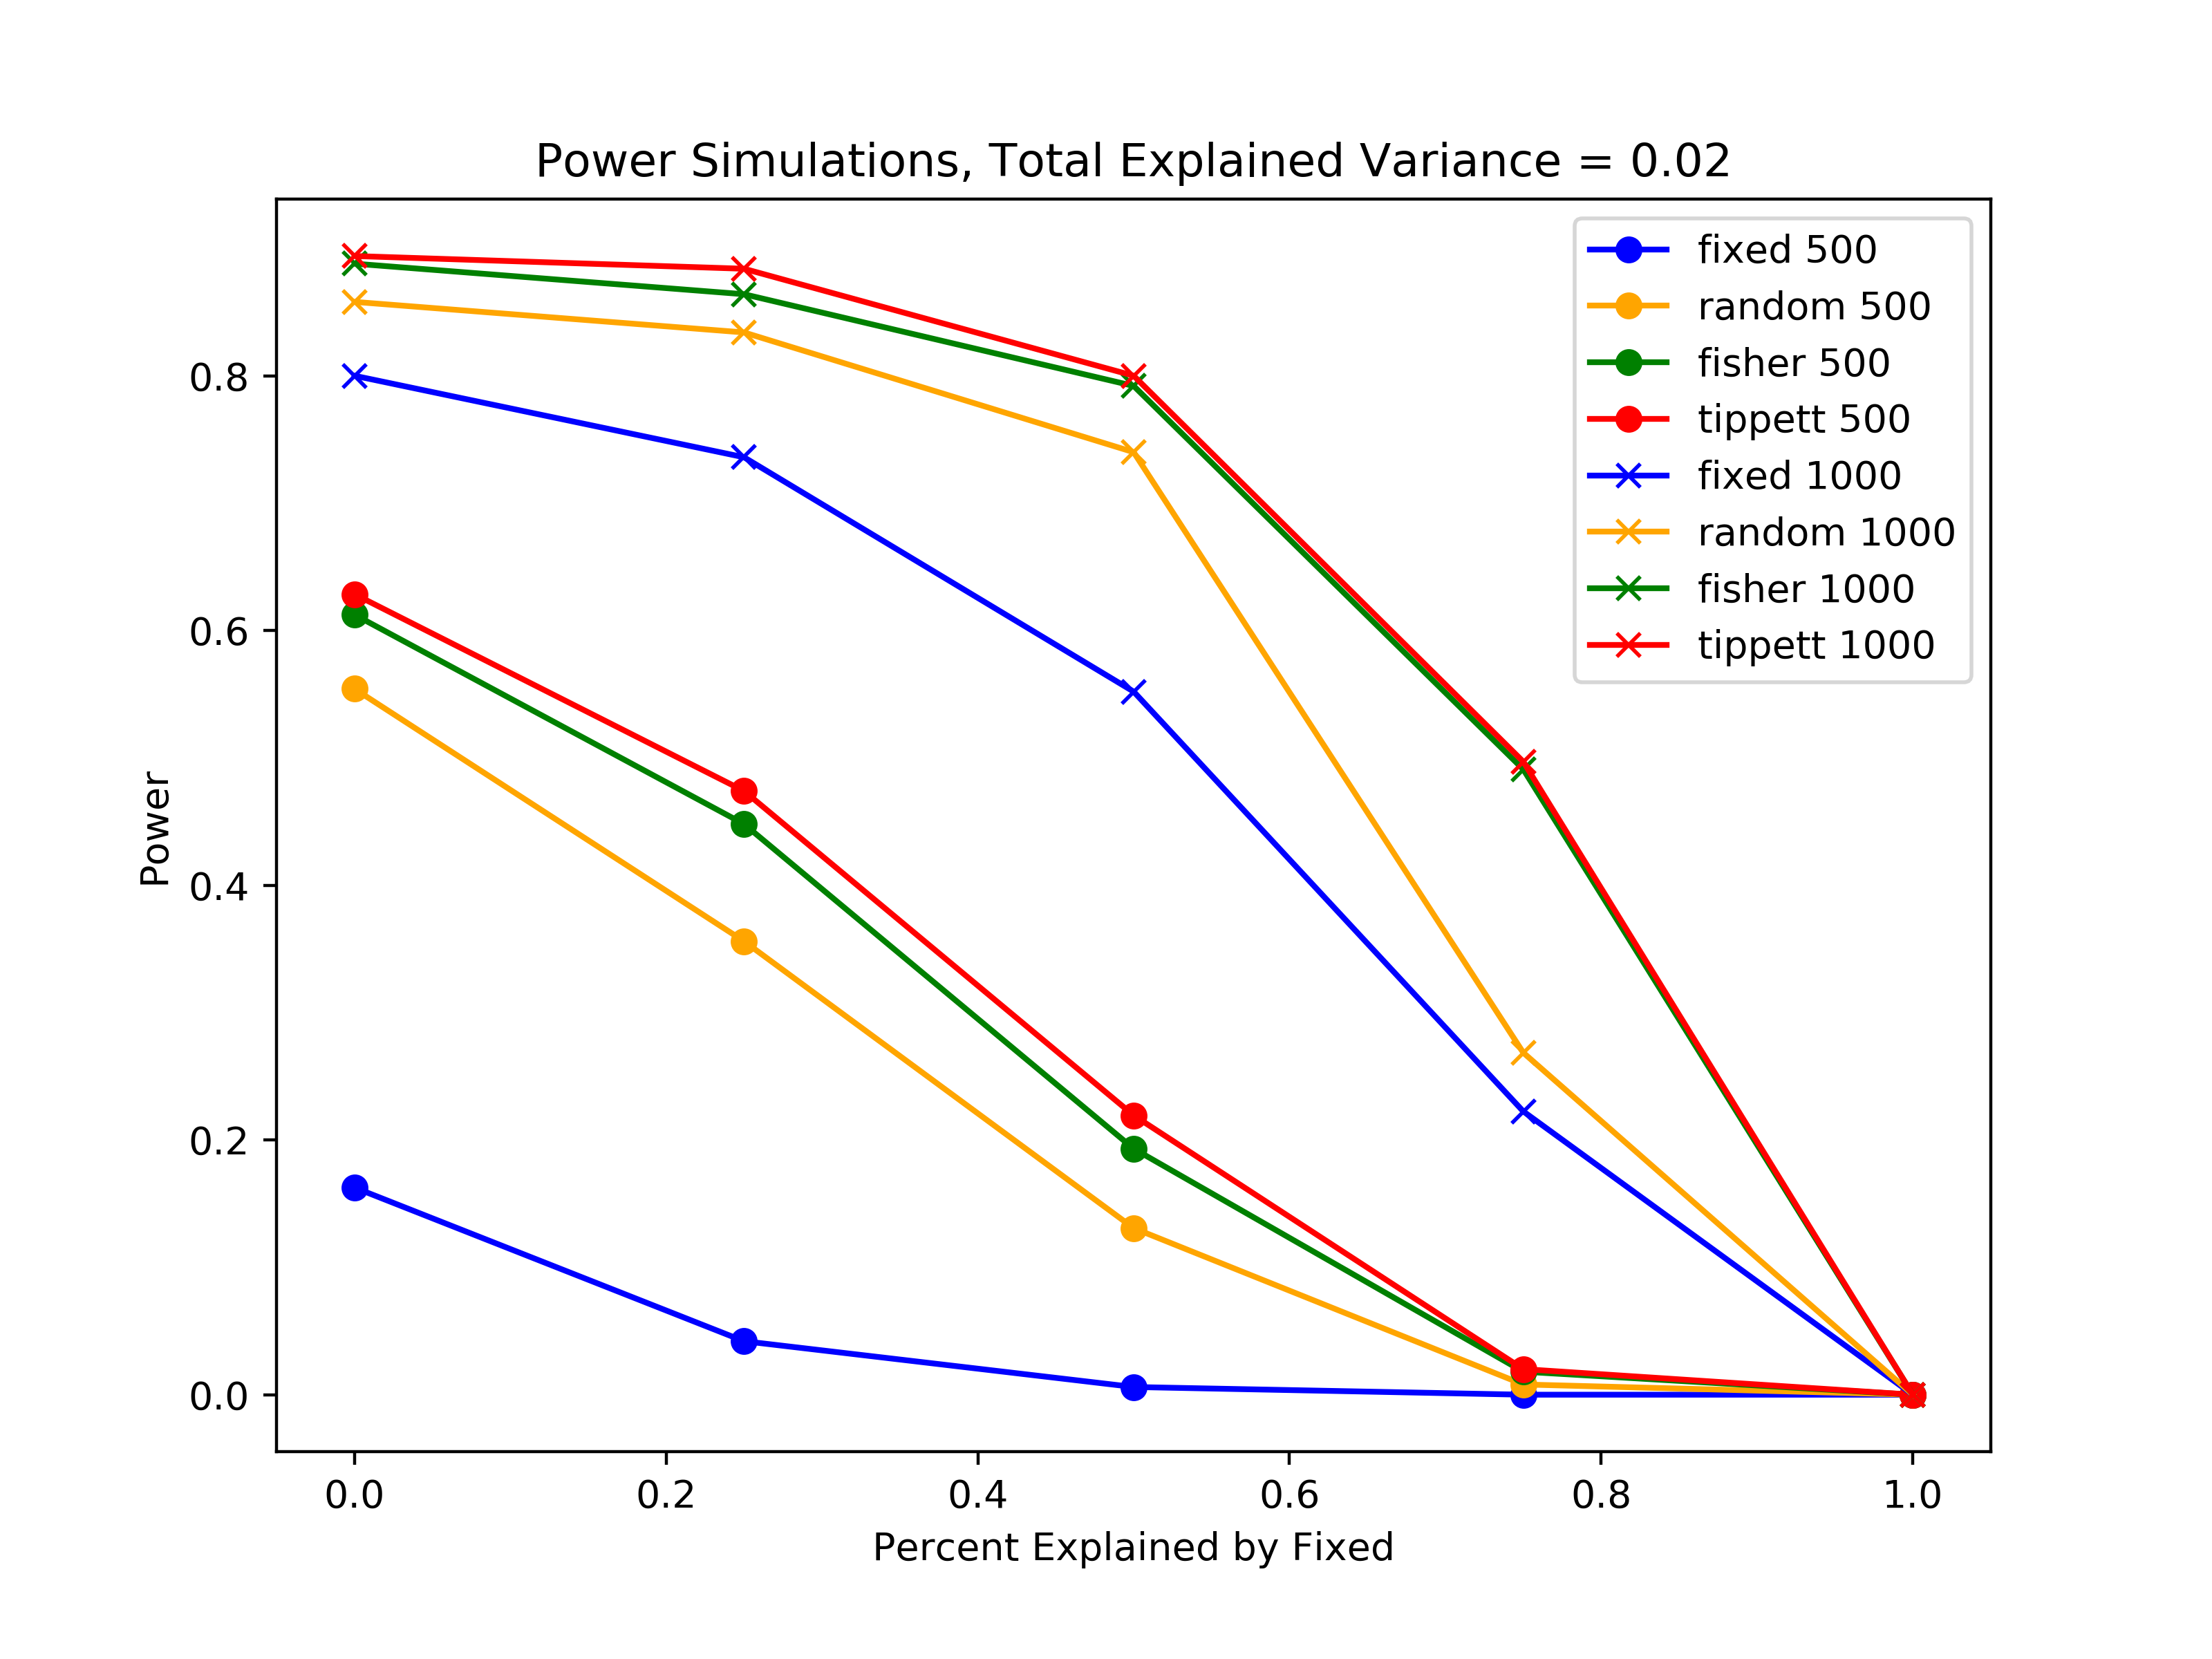 Power Simulations, Total Explained Variance = 0.02
fixed 500
random 500
fisher 500
tippett 500
fixed 1000
random 1000
fisher 1000
tippett 1000
Power
0.8
0.6
0.4
0.2
0.0
0.0 0.2 0.4 0.6 0.8 1.0
Percent Explained by Fixed